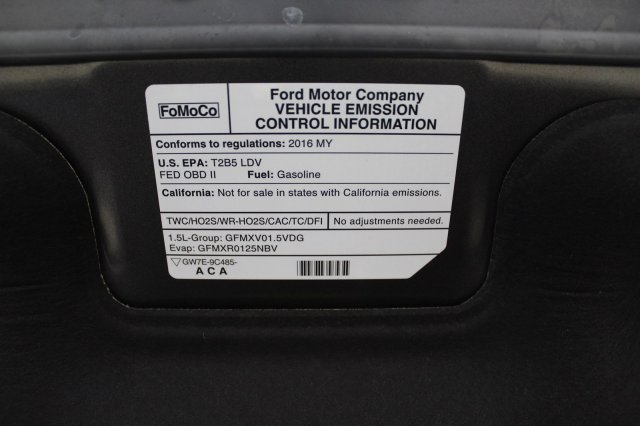 FoMoCo
Ford Motor Company
VEHICLE EMISSION
CONTROL INFORMATION
Conforms to regulations: 2016 MY
U.S. EPA: T2B5 LDV
FED OBD II Fuel: Gasoline
California: Not for sale in states with California emissions.
TWC/HO2S/WR-HO2S/CAC/TC/DFI No adjustments needed.
1.5L-Group: GFMXV01.5VDG
Evap: GFMXR0125NBV
▽GW7E-9C485-
A C A